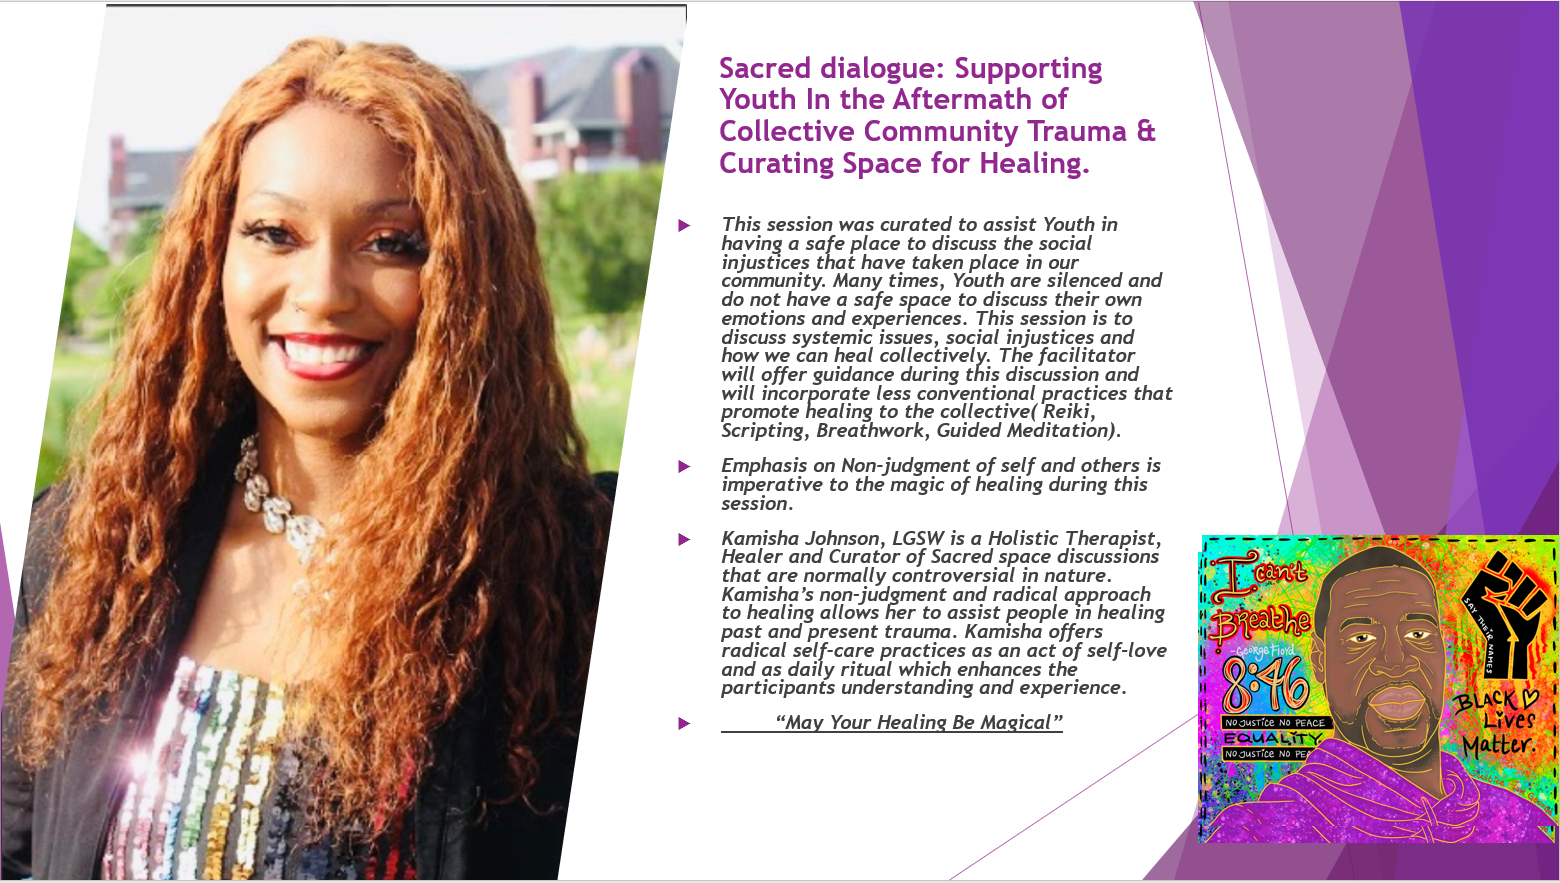 Sacred dialogue: Supporting
Youth In the Aftermath of
Collective Community Trauma &
Curating Space for Healing.
This session was curated to assist Youth in
having a safe place to discuss the social
injustices that have taken place in our
community. Many times, Youth are silenced and
do not have a safe space to discuss their own
emotions and experiences. This session is to
discuss systemic issues, social injustices and
how we can heal collectively. The facilitator
will offer guidance during this discussion and
will incorporate less conventional practices that
promote healing to the collective( Reiki,
Scripting, Breathwork, Guided Meditation).
Emphasis on Non-judgment of self and others is
imperative to the magic of healing during this
session.
Kamisha Johnson, LGSW is a Holistic Therapist,
Healer and Curator of Sacred space discussions
that are normally controversial in nature.
Kamisha’s non-judgment and radical approach
to healing allows her to assist people in healing
past and present trauma. Kamisha offers
radical self-care practices as an act of self-love
and as daily ritual which enhances the
participants understanding and experience.
“May Your Healing Be Magical”
I can't
Breathe
-George Floyd
8:46
NO JUSTICE NO PEACE
EQUALITY
NO JUSTICE NO PEA
SAY THEIR NAMES
BLACK
Lives
Matter.